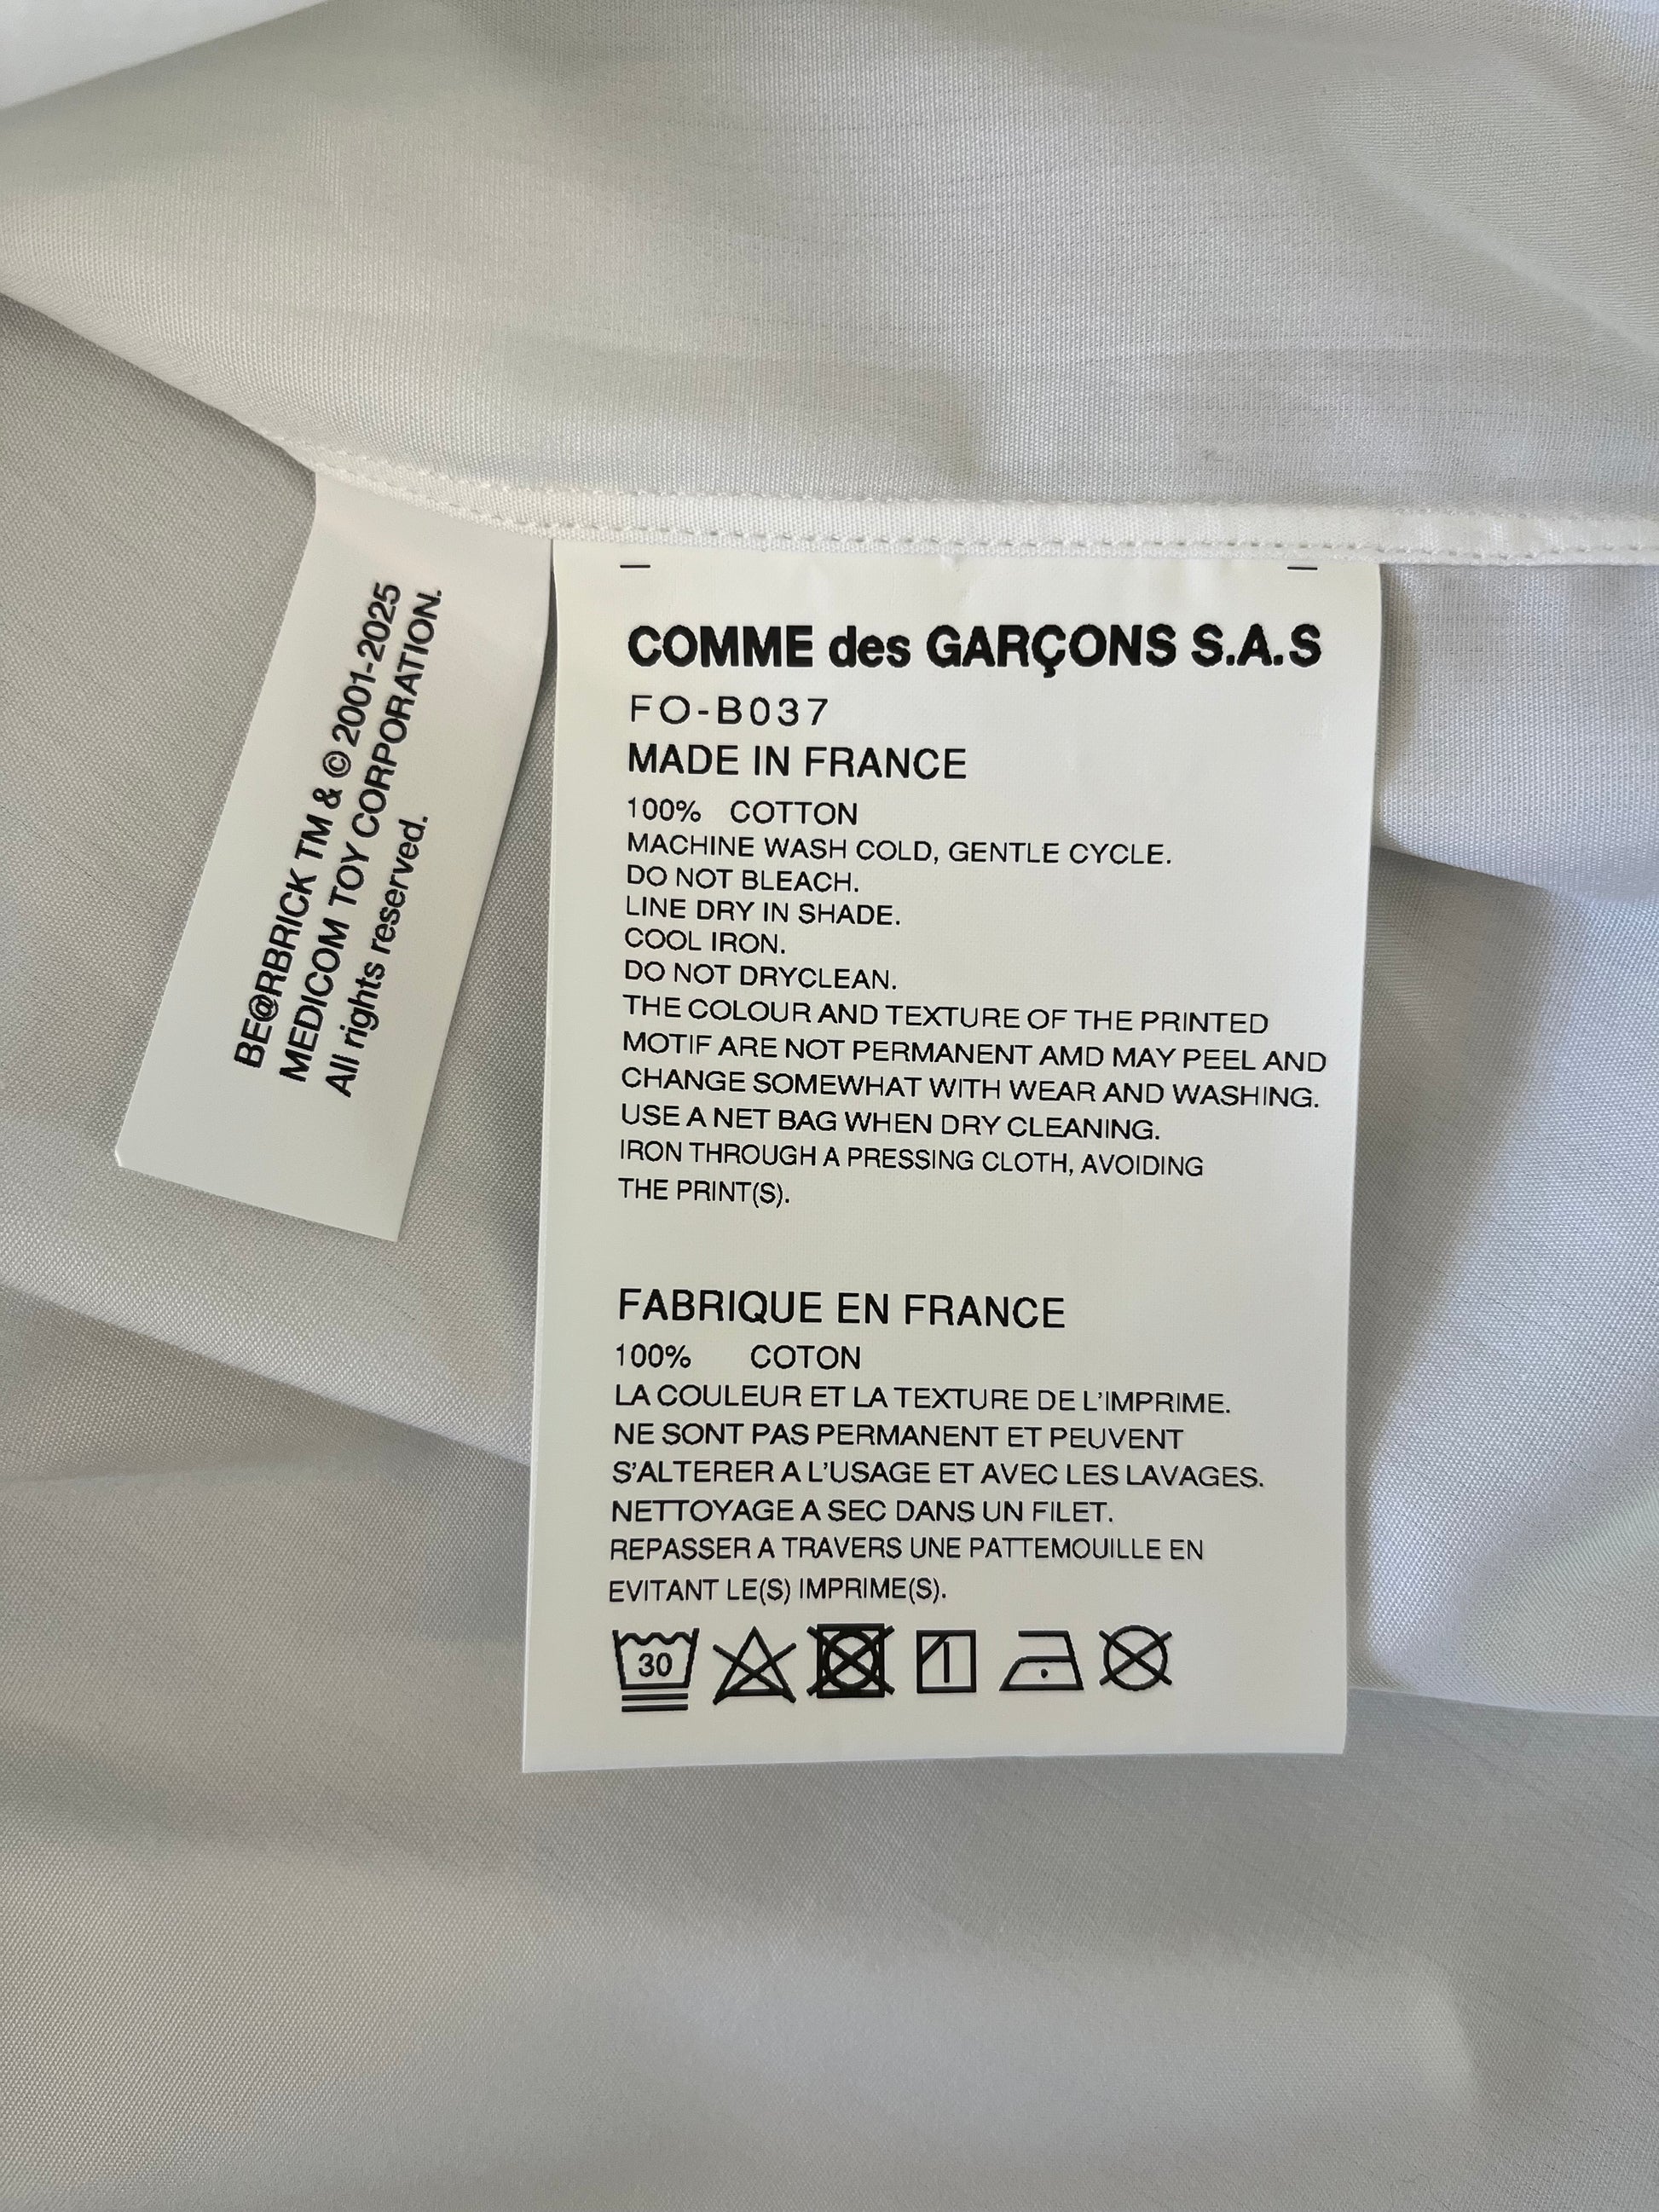 BE@RBRICK TM & © 2001-2025
MEDICOM TOY CORPORATION.
All rights reserved.
COMME des GARÇONS S.A.S
FO-B037
MADE IN FRANCE
100% COTTON
MACHINE WASH COLD, GENTLE CYCLE.
DO NOT BLEACH.
LINE DRY IN SHADE.
COOL IRON.
DO NOT DRYCLEAN.
THE COLOUR AND TEXTURE OF THE PRINTED
MOTIF ARE NOT PERMANENT AMD MAY PEEL AND
CHANGE SOMEWHAT WITH WEAR AND WASHING.
USE A NET BAG WHEN DRY CLEANING.
IRON THROUGH A PRESSING CLOTH, AVOIDING
THE PRINT(S).
FABRIQUE EN FRANCE
100% COTON
LA COULEUR ET LA TEXTURE DE L'IMPRIME.
NE SONT PAS PERMANENT ET PEUVENT
S'ALTERER A L'USAGE ET AVEC LES LAVAGES.
NETTOYAGE A SEC DANS UN FILET.
REPASSER A TRAVERS UNE PATTEMOUILLE EN
EVITANT LE(S) IMPRIME(S).
30